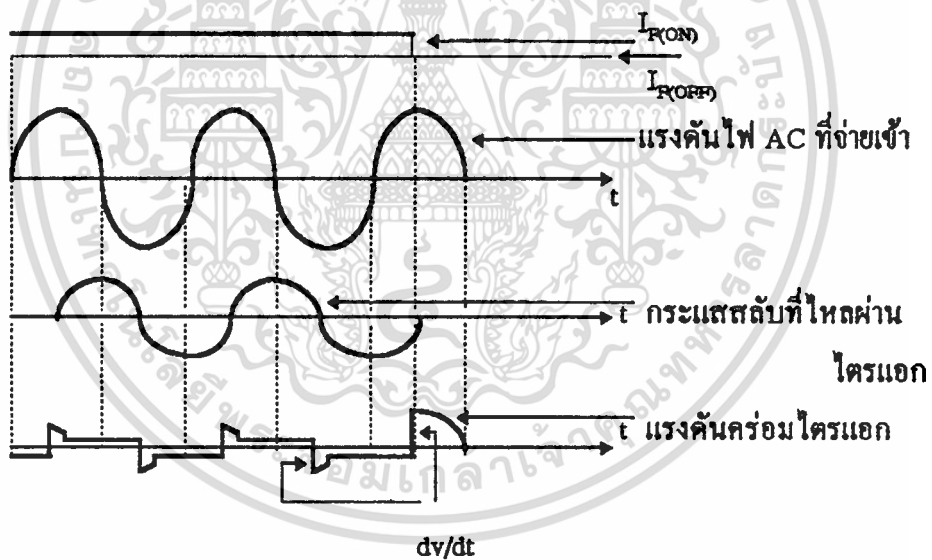 I_F(ON)
I_F(OFF)
แรงดันไฟ AC ที่จ่ายเข้า
t
t กระแสสลับที่ไหลผ่าน
ไตรแอก
t แรงดันคร่อมไตรแอก
dv/dt